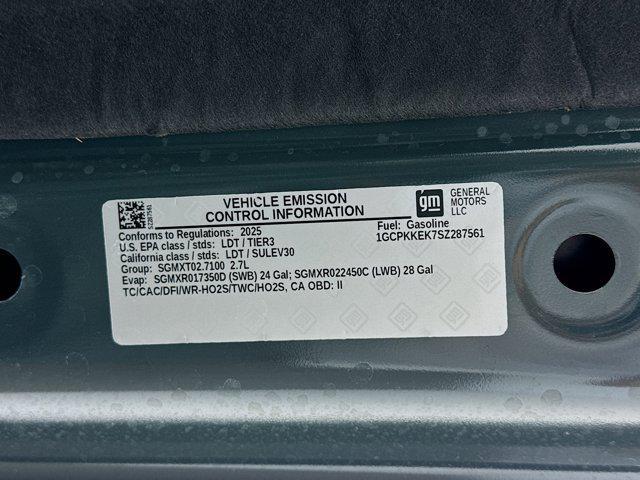 SZ287561
VEHICLE EMISSION
CONTROL INFORMATION
gm
GENERAL
MOTORS
LLC
Conforms to Regulations: 2025
Fuel: Gasoline
U.S. EPA class / stds: LDT / TIER3
1GCPKKEK7SZ287561
California class / stds: LDT / SULEV30
Group: SGMXT02.7100 2.7L
Evap: SGMXR017350D (SWB) 24 Gal; SGMXR022450C (LWB) 28 Gal
TC/CAC/DFI/WR-HO2S/TWC/HO2S, CA OBD: II